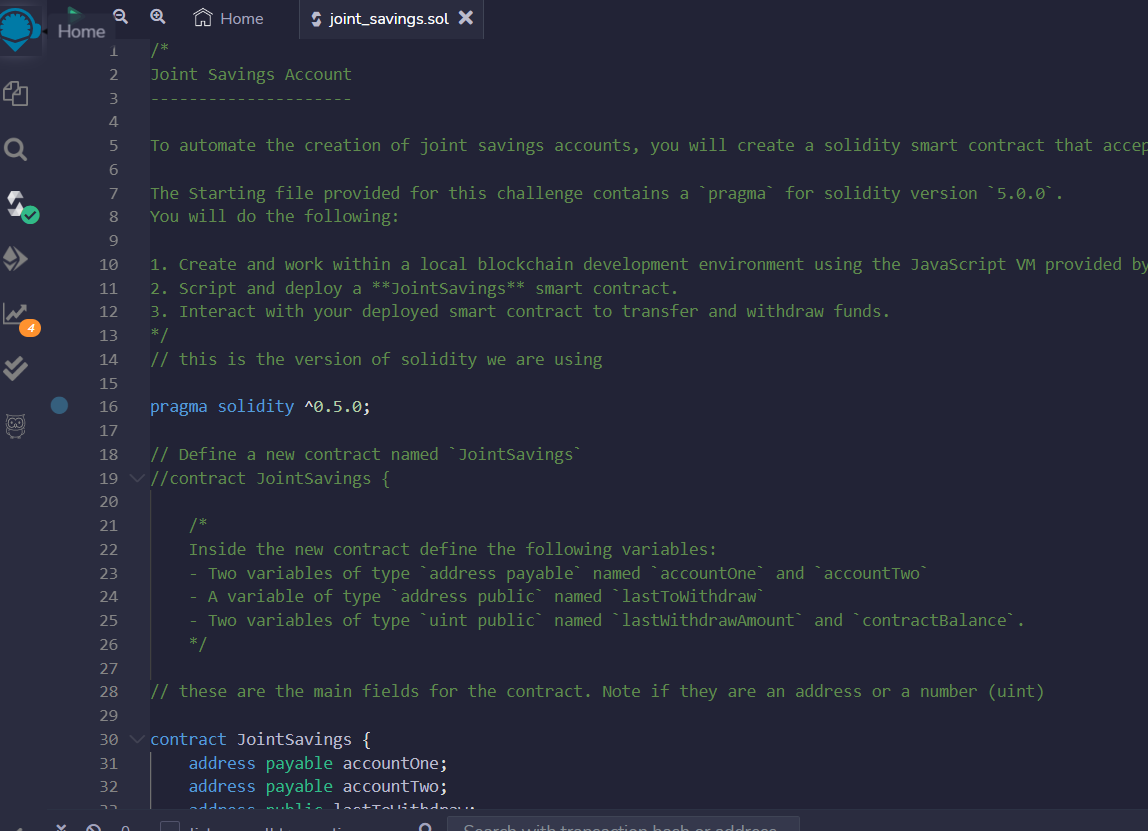 Home
joint_savings.sol
Home
1 /*
2 Joint Savings Account
3 ---------------------
4
5 To automate the creation of joint savings accounts, you will create a solidity smart contract that accep
6
7 The Starting file provided for this challenge contains a `pragma` for solidity version `5.0.0`.
8 You will do the following:
9
10 1. Create and work within a local blockchain development environment using the JavaScript VM provided by
11 2. Script and deploy a **JointSavings** smart contract.
12 3. Interact with your deployed smart contract to transfer and withdraw funds.
13 */
14 // this is the version of solidity we are using
15
16 pragma solidity ^0.5.0;
17
18 // Define a new contract named `JointSavings`
19 //contract JointSavings {
20
21 /*
22 Inside the new contract define the following variables:
23 - Two variables of type `address payable` named `accountOne` and `accountTwo`
24 - A variable of type `address public` named `lastToWithdraw`
25 - Two variables of type `uint public` named `lastWithdrawAmount` and `contractBalance`.
26 */
27
28 // these are the main fields for the contract. Note if they are an address or a number (uint)
29
30 contract JointSavings {
31 address payable accountOne;
32 address payable accountTwo;
33 address public lastToWithdraw;
4
0
Search with transaction hash or address